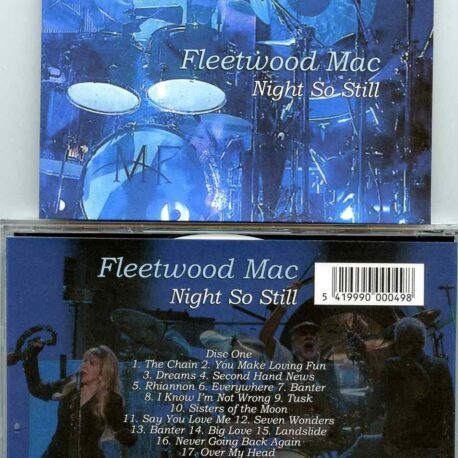 Fleetwood Mac
Night So Still
MF
Fleetwood Mac
Night So Still
5 419990 000498
Disc One
1. The Chain 2. You Make Loving Fun
3. Dreams 4. Second Hand News
5. Rhiannon 6. Everywhere 7. Banter
8. I Know I'm Not Wrong 9. Tusk
10. Sisters of the Moon
11. Say You Love Me 12. Seven Wonders
13. Banter 14. Big Love 15. Landslide
16. Never Going Back Again
17. Over My Head